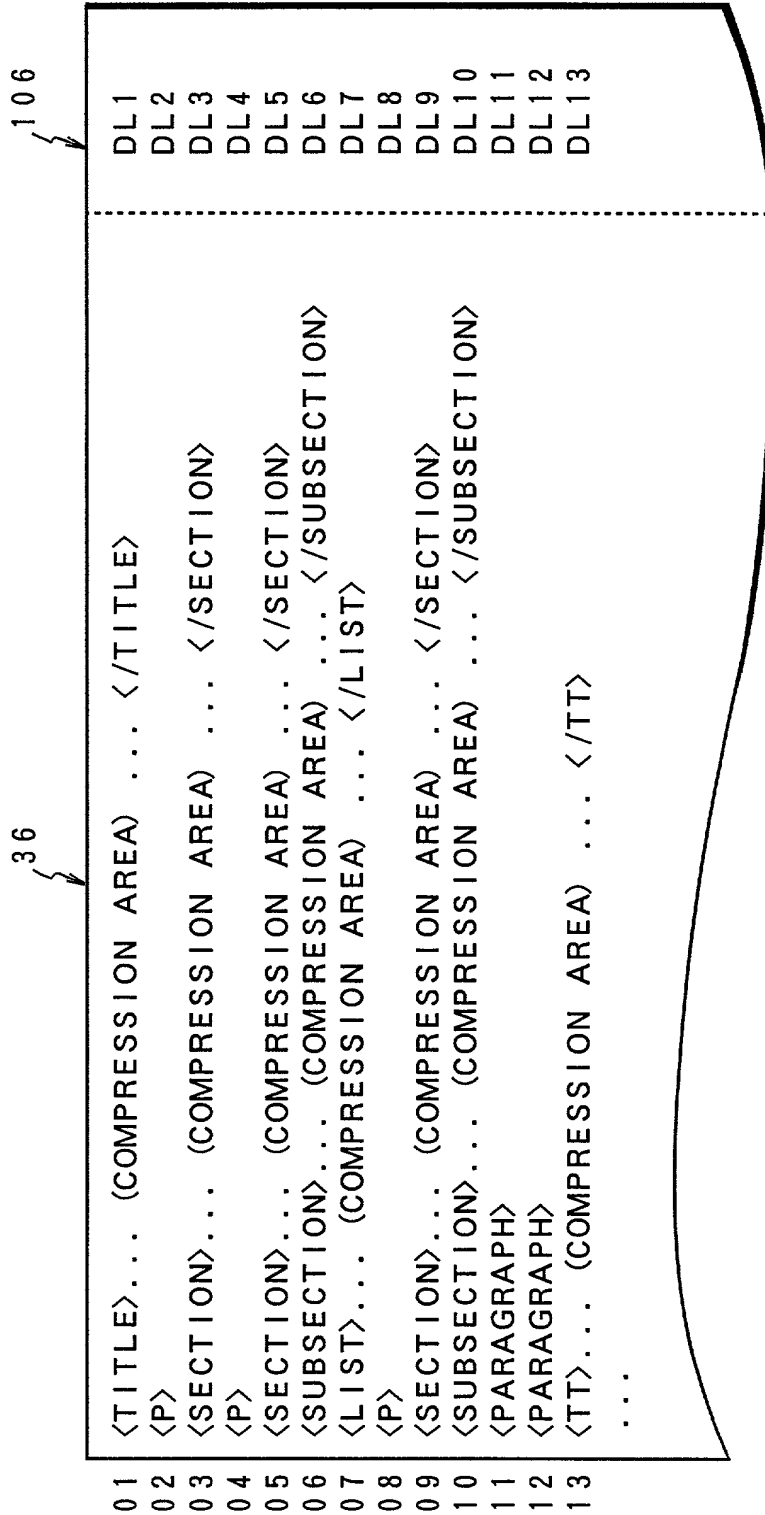 36 106
01 <TITLE>... (COMPRESSION AREA) ... </TITLE> DL1
02 <P> DL2
03 <SECTION>... (COMPRESSION AREA) ... </SECTION> DL3
04 <P> DL4
05 <SECTION>... (COMPRESSION AREA) ... </SECTION> DL5
06 <SUBSECTION>... (COMPRESSION AREA) ... </SUBSECTION> DL6
07 <LIST>... (COMPRESSION AREA) ... </LIST> DL7
08 <P> DL8
09 <SECTION>... (COMPRESSION AREA) ... </SECTION> DL9
10 <SUBSECTION>... (COMPRESSION AREA) ... </SUBSECTION> DL10
11 <PARAGRAPH> DL11
12 <PARAGRAPH> DL12
13 <TT>... (COMPRESSION AREA) ... </TT> DL13
...